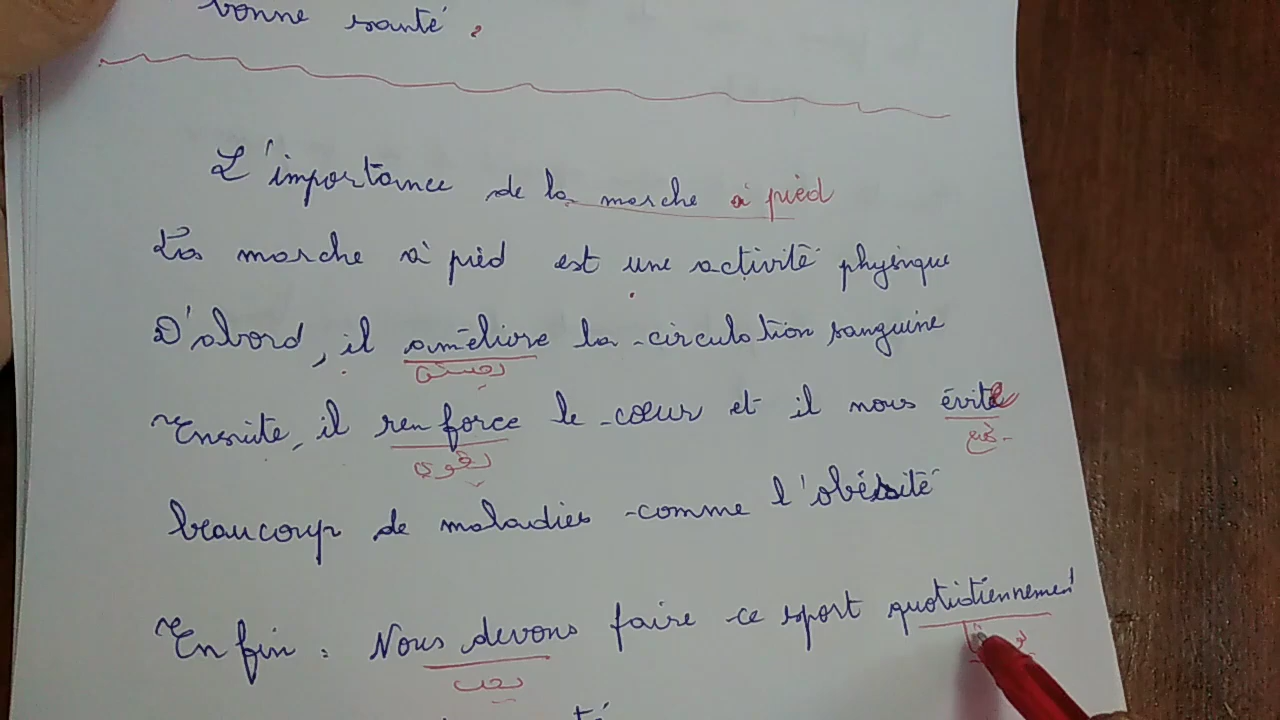 bonne santé.
L'importance de la marche à pied
La marche à pied est une activité physique
D'abord, il améliore la circulation sanguine
يحسن
Ensuite, il renforce le cœur et il nous évite
يقوي
beaucoup de maladies comme l'obésité
Enfin : Nous devons faire ce sport quotidiennement
يجب